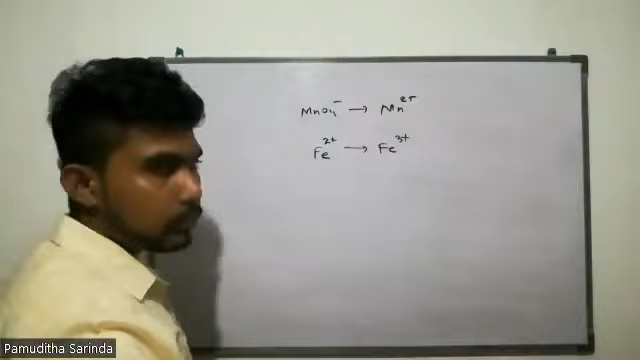 MnO₄⁻ → Mn²⁺
Fe²⁺ → Fe³⁺
Pamuditha Sarinda